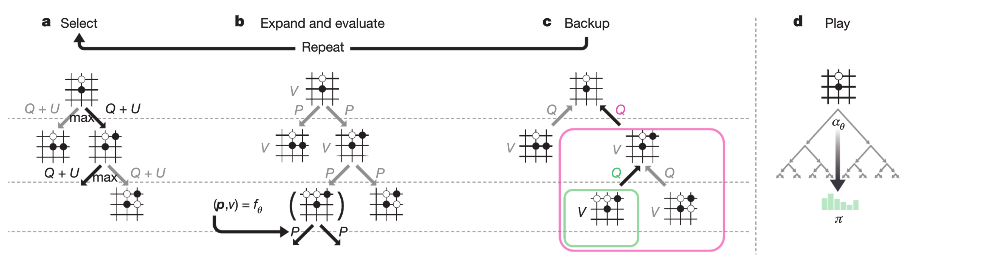 a Select
b Expand and evaluate
c Backup
d Play
Repeat
Q + U
max
Q + U
Q + U
max
Q + U
V
P
P
V
V
P
P
(p,v) = fθ
P
P
Q
Q
V
V
Q
Q
V
V
αθ
π